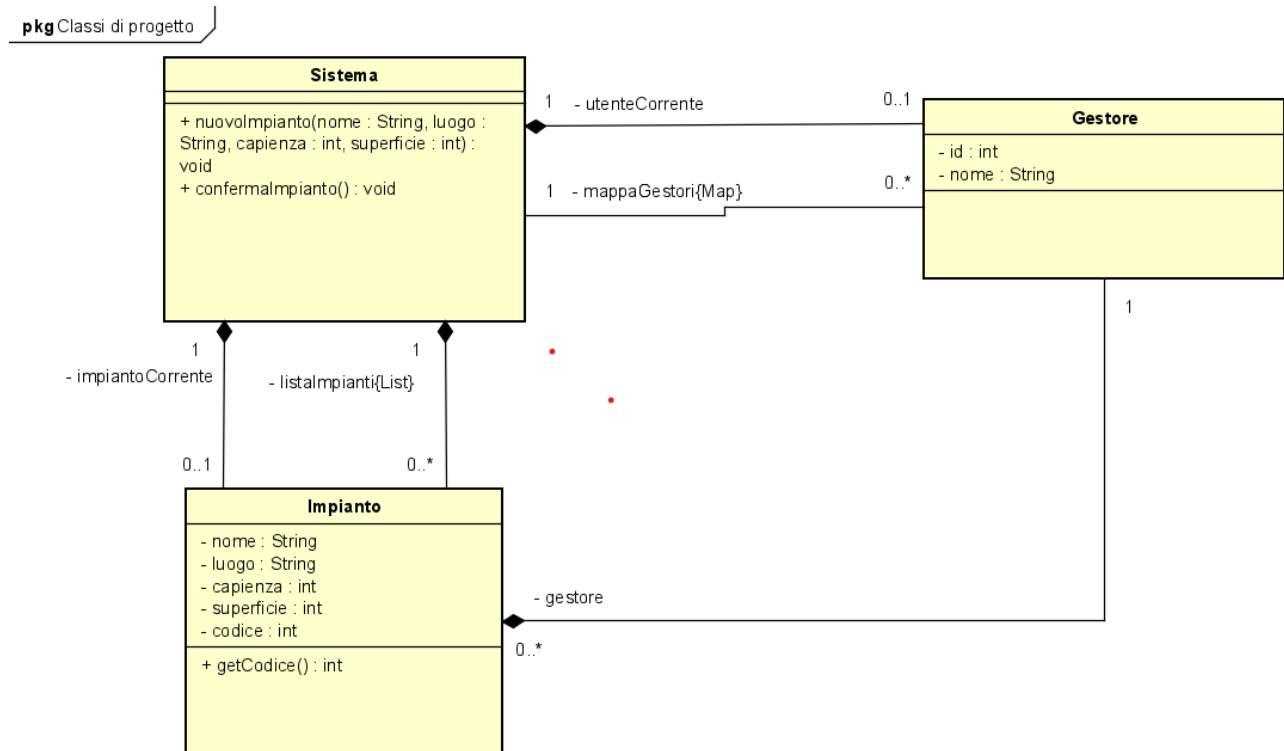 pkg Classi di progetto
Sistema
+ nuovoImpianto(nome : String, luogo :
String, capienza : int, superficie : int) :
void
+ confermaImpianto() : void
1
- utenteCorrente
0..1
1
- mappaGestori{Map}
0..*
Gestore
- id : int
- nome : String
1
1
- impiantoCorrente
- listaImpianti{List}
1
0..1
0..*
Impianto
- nome : String
- luogo : String
- capienza : int
- superficie : int
- codice : int
+ getCodice() : int
- gestore
0..*